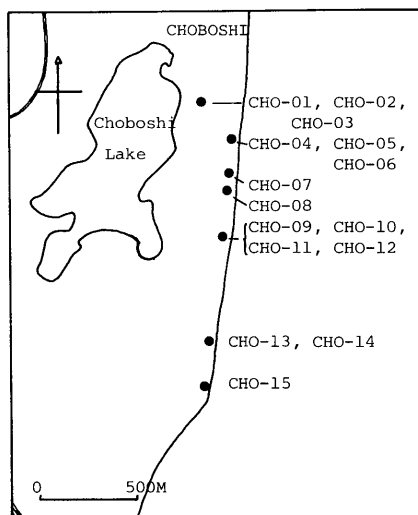 CHOBOSHI
Choboshi
Lake
CHO-01, CHO-02,
CHO-03
CHO-04, CHO-05,
CHO-06
CHO-07
CHO-08
CHO-09, CHO-10,
CHO-11, CHO-12
CHO-13, CHO-14
CHO-15
0 500M